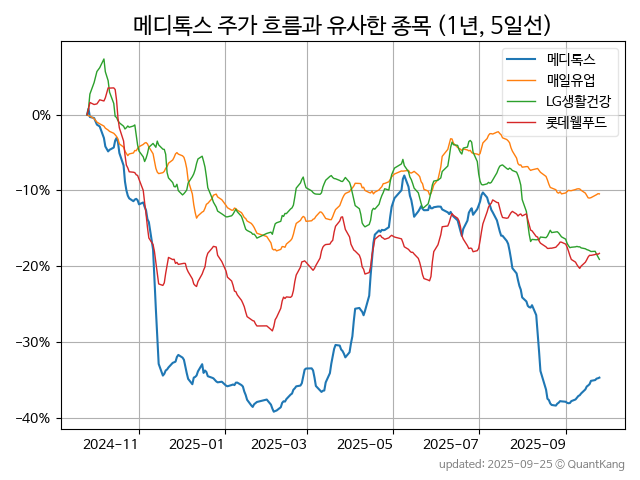 메디톡스 주가 흐름과 유사한 종목 (1년, 5일선)
메디톡스
매일유업
LG생활건강
롯데웰푸드
0%
−10%
−20%
−30%
−40%
2024−11
2025−01
2025−03
2025−05
2025−07
2025−09
updated: 2025-09-25 © QuantKang